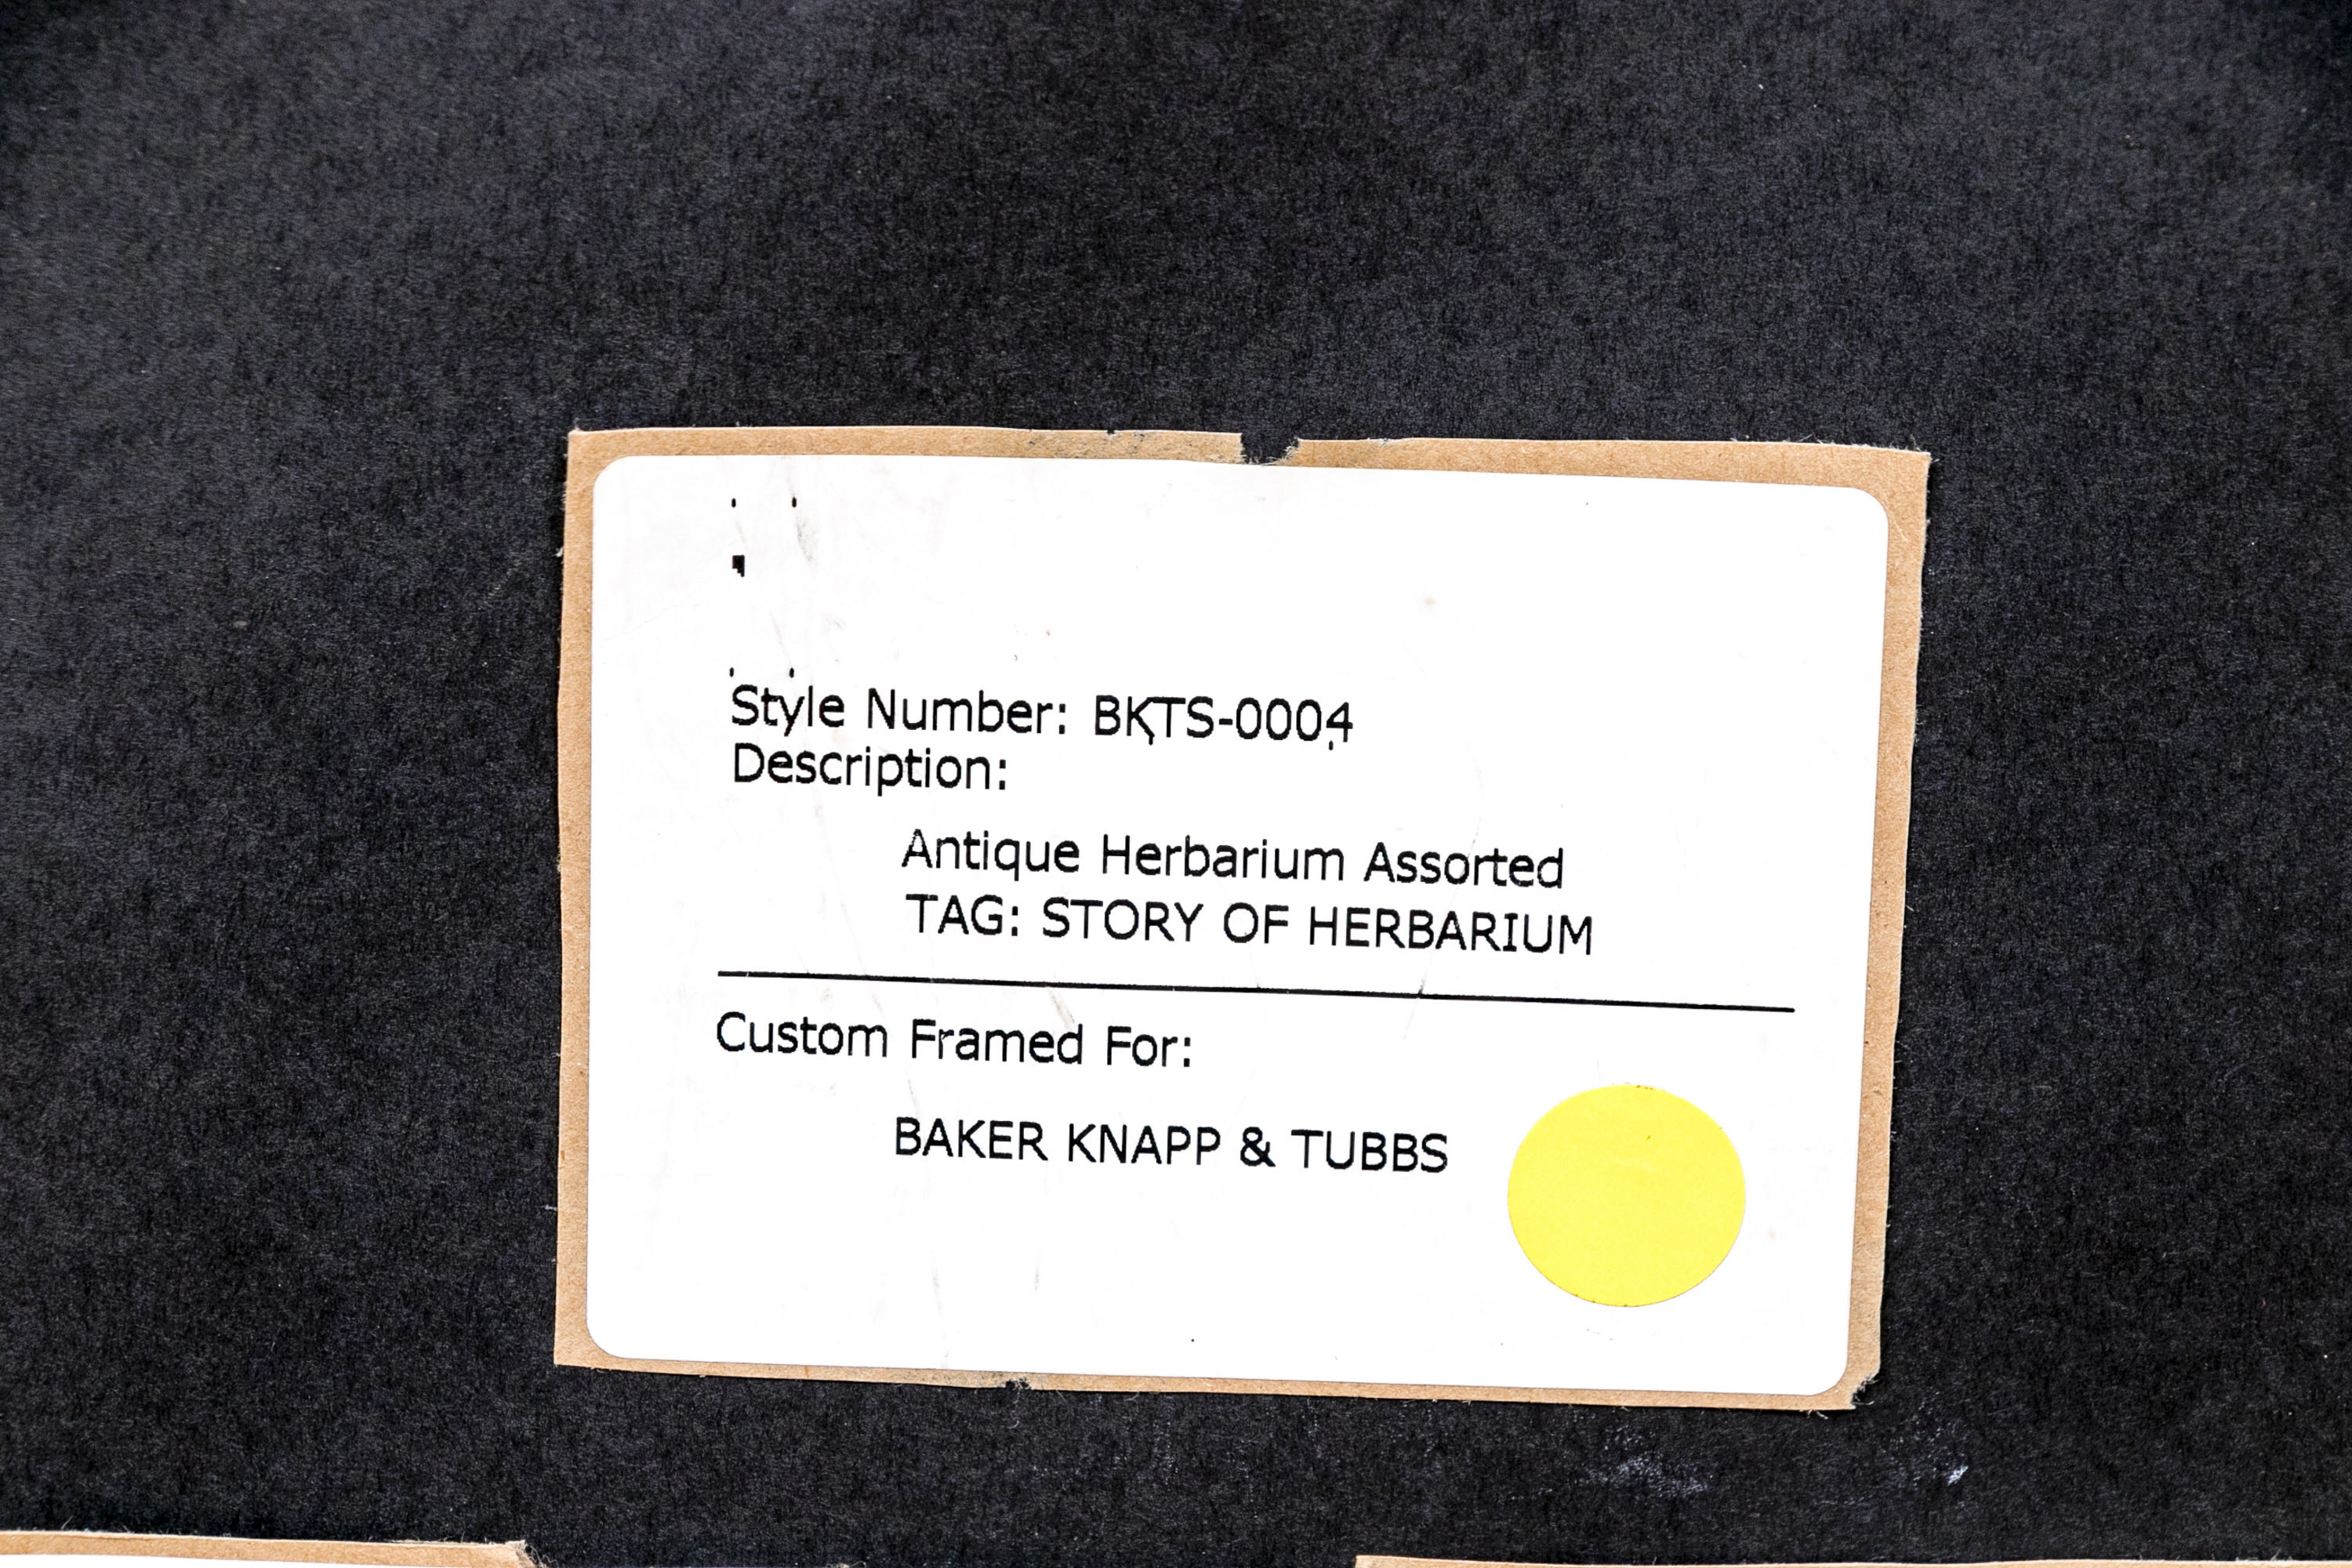 Style Number: BKTS-0004
Description:
Antique Herbarium Assorted
TAG: STORY OF HERBARIUM
Custom Framed For:
BAKER KNAPP & TUBBS